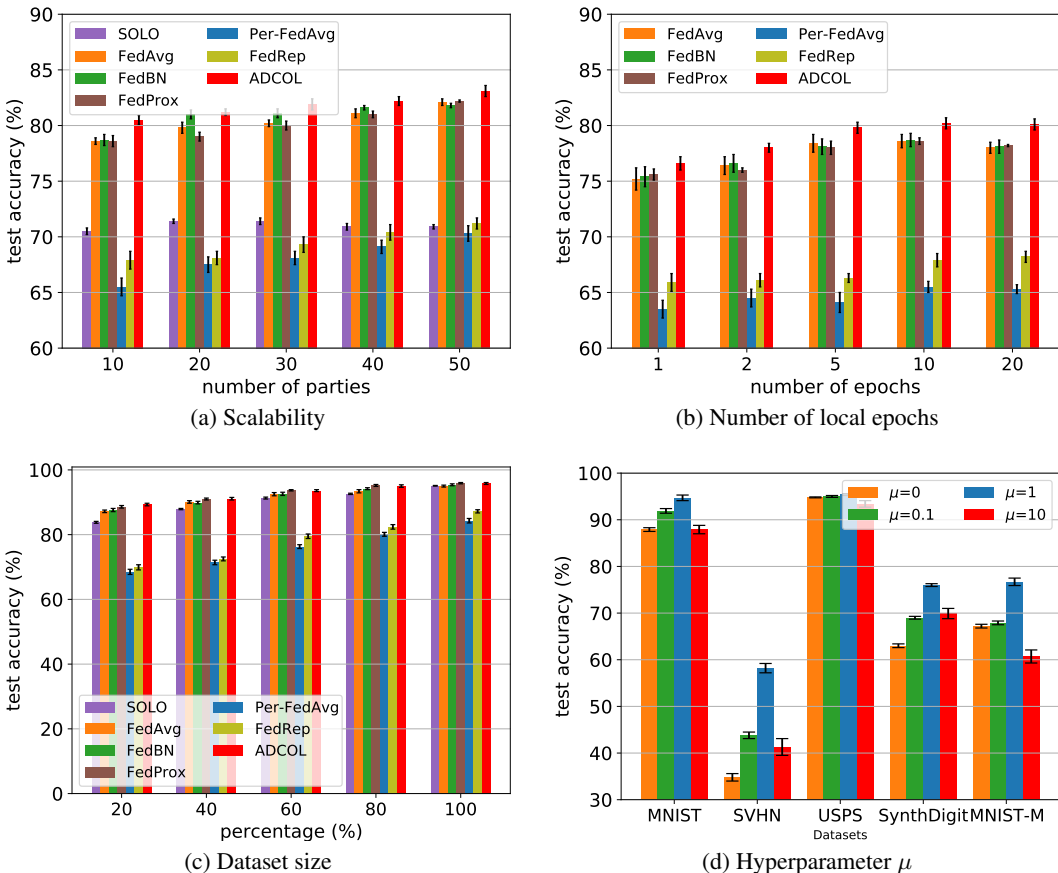 90
85
80
75
70
65
60
test accuracy (%)
SOLO
FedAvg
FedBN
FedProx
Per-FedAvg
FedRep
ADCOL
10 20 30 40 50
number of parties
(a) Scalability
90
85
80
75
70
65
60
test accuracy (%)
FedAvg
FedBN
FedProx
Per-FedAvg
FedRep
ADCOL
1 2 5 10 20
number of epochs
(b) Number of local epochs
100
80
60
40
20
0
test accuracy (%)
SOLO
FedAvg
FedBN
FedProx
Per-FedAvg
FedRep
ADCOL
20 40 60 80 100
percentage (%)
(c) Dataset size
100
90
80
70
60
50
40
30
test accuracy (%)
μ=0
μ=0.1
μ=1
μ=10
MNIST SVHN USPS SynthDigit MNIST-M
Datasets
(d) Hyperparameter μ